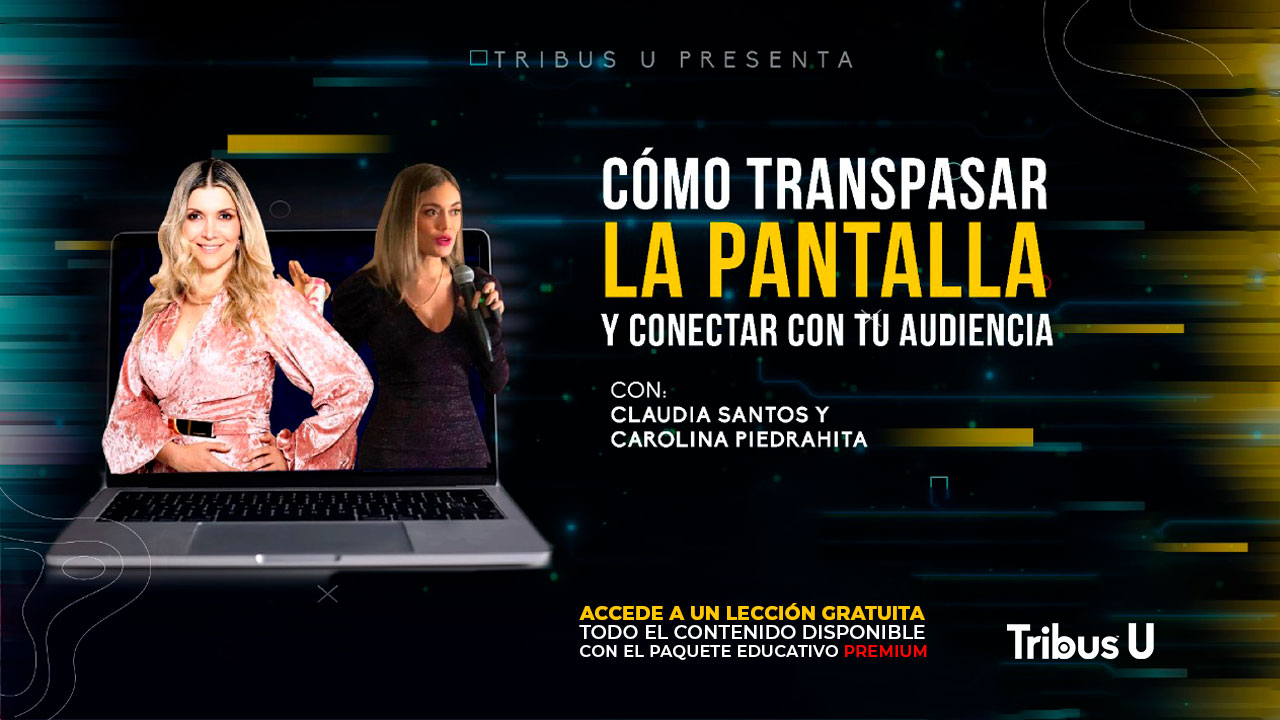 TRIBUS U PRESENTA
CÓMO TRANSPASAR
LA PANTALLA
Y CONECTAR CON TU AUDIENCIA
CON:
CLAUDIA SANTOS Y
CAROLINA PIEDRAHITA
ACCEDE A UN LECCIÓN GRATUITA
TODO EL CONTENIDO DISPONIBLE
CON EL PAQUETE EDUCATIVO PREMIUM
Tribus U